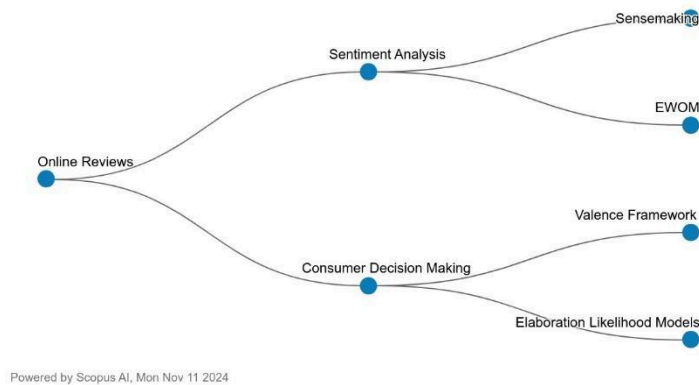 Sensemaking
Sentiment Analysis
EWOM
Online Reviews
Valence Framework
Consumer Decision Making
Elaboration Likelihood Models
Powered by Scopus AI, Mon Nov 11 2024